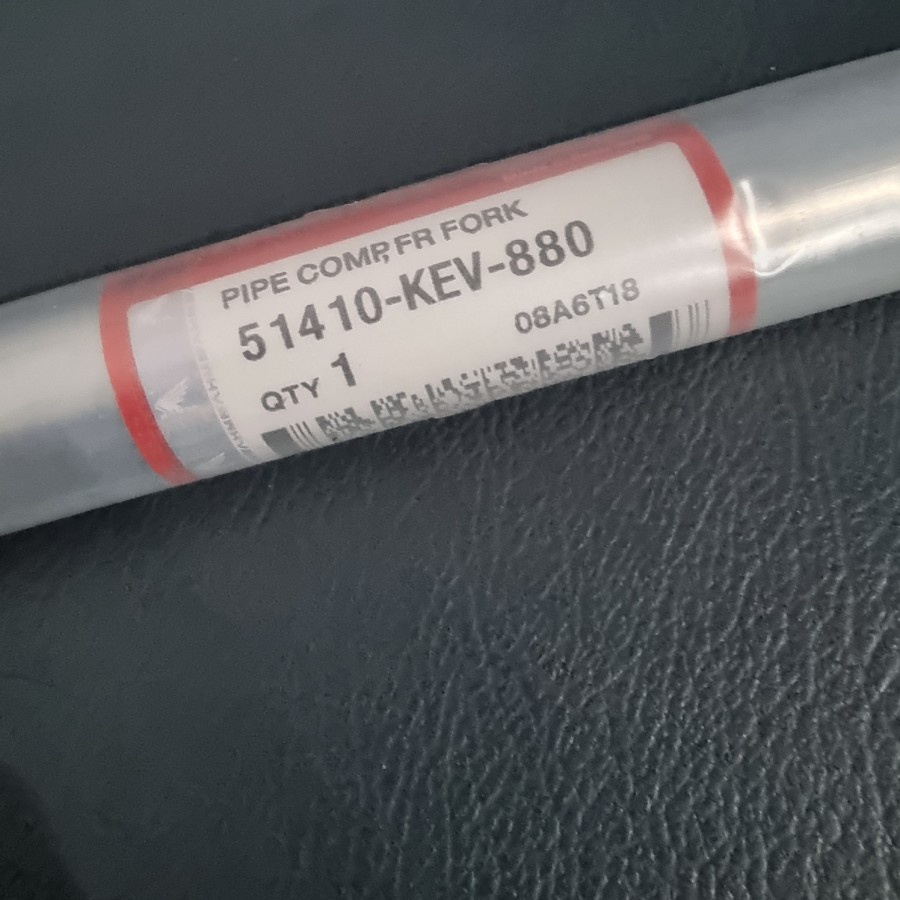 PIPE COMP,FR FORK
51410-KEV-880
08A6T18
QTY 1